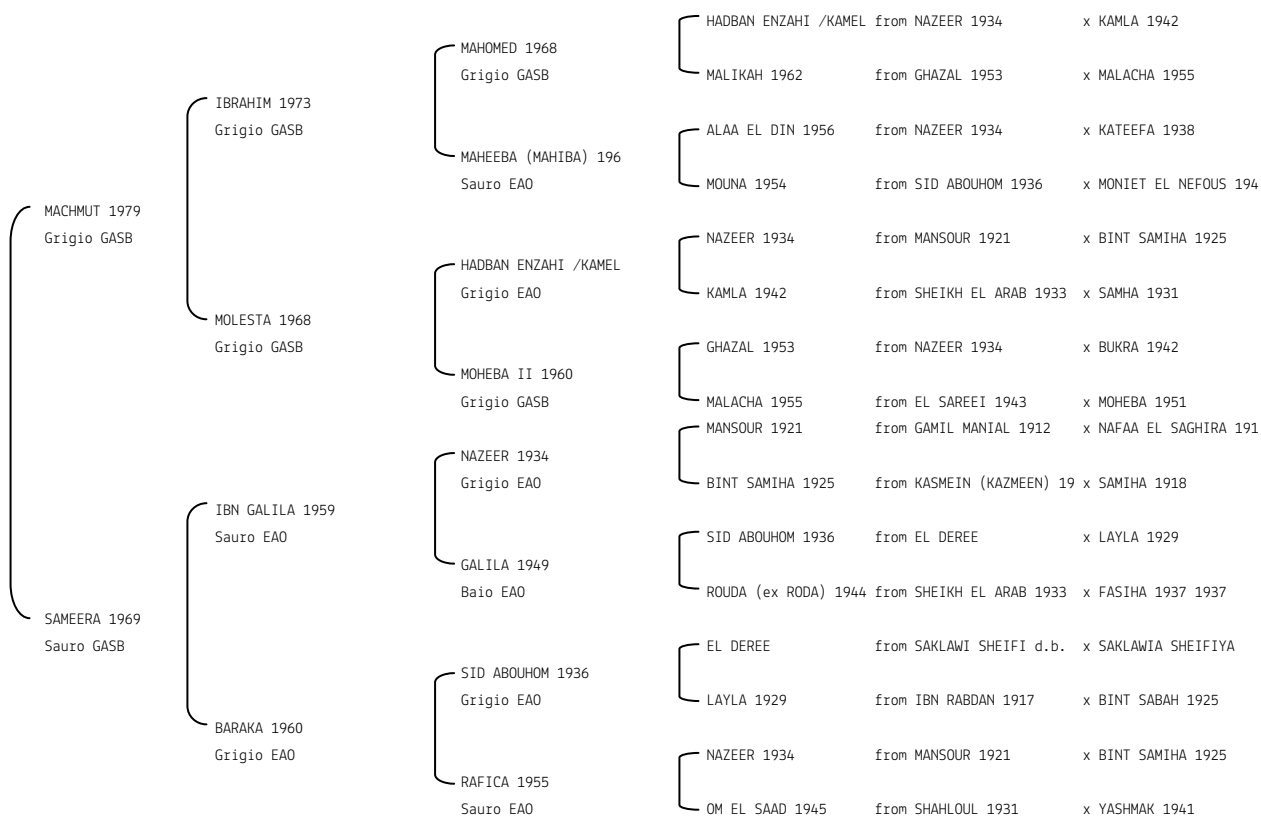 HADBAN ENZAHI /KAMEL from NAZEER 1934 x KAMLA 1942
MAHOMED 1968
Grigio GASB
MALIKAH 1962 from GHAZAL 1953 x MALACHA 1955
IBRAHIM 1973
Grigio GASB
ALAA EL DIN 1956 from NAZEER 1934 x KATEEFA 1938
MAHEEBA (MAHIBA) 196
Sauro EAO
MOUNA 1954 from SID ABOUHOM 1936 x MONIET EL NEFOUS 194
MACHMUT 1979
Grigio GASB
NAZEER 1934 from MANSOUR 1921 x BINT SAMIHA 1925
HADBAN ENZAHI /KAMEL
Grigio EAO
KAMLA 1942 from SHEIKH EL ARAB 1933 x SAMHA 1931
MOLESTA 1968
Grigio GASB
GHAZAL 1953 from NAZEER 1934 x BUKRA 1942
MOHEBA II 1960
Grigio GASB
MALACHA 1955 from EL SAREEI 1943 x MOHEBA 1951
MANSOUR 1921 from GAMIL MANIAL 1912 x NAFAA EL SAGHIRA 191
NAZEER 1934
Grigio EAO
BINT SAMIHA 1925 from KASMEIN (KAZMEEN) 19 x SAMIHA 1918
IBN GALILA 1959
Sauro EAO
SID ABOUHOM 1936 from EL DEREE x LAYLA 1929
GALILA 1949
Baio EAO
ROUDA (ex RODA) 1944 from SHEIKH EL ARAB 1933 x FASIHA 1937 1937
SAMEERA 1969
Sauro GASB
EL DEREE from SAKLAWI SHEIFI d.b. x SAKLAWIA SHEIFIYA
SID ABOUHOM 1936
Grigio EAO
LAYLA 1929 from IBN RABDAN 1917 x BINT SABAH 1925
BARAKA 1960
Grigio EAO
NAZEER 1934 from MANSOUR 1921 x BINT SAMIHA 1925
RAFICA 1955
Sauro EAO
OM EL SAAD 1945 from SHAHLOUL 1931 x YASHMAK 1941